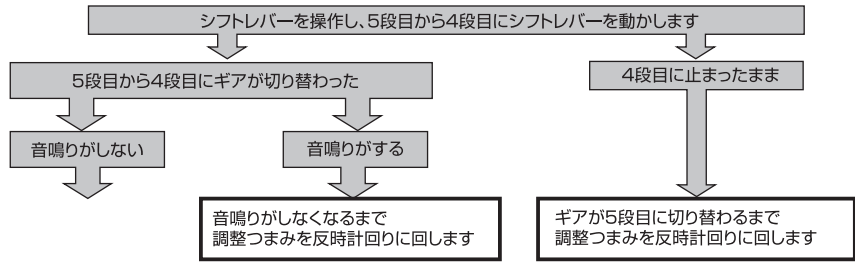 シフトレバーを操作し、5段目から4段目にシフトレバーを動かします
5段目から4段目にギアが切り替わった
4段目に止まったまま
音鳴りがしない
音鳴りがする
音鳴りがしなくなるまで
調整つまみを反時計回りに回します
ギアが5段目に切り替わるまで
調整つまみを反時計回りに回します